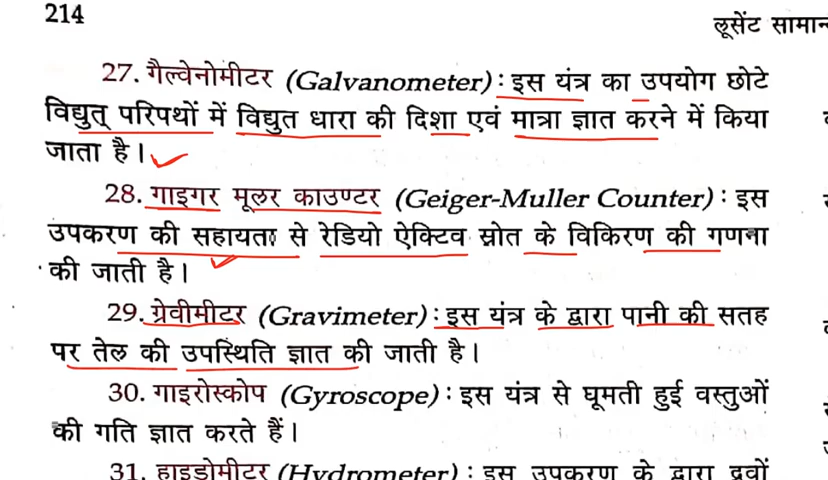 214
लूसेंट सामान
27. गैल्वेनोमीटर (Galvanometer) : इस यंत्र का उपयोग छोटे
विद्युत् परिपथों में विद्युत धारा की दिशा एवं मात्रा ज्ञात करने में किया
जाता है।
28. गाइगर मूलर काउण्टर (Geiger-Muller Counter) : इस
उपकरण की सहायता से रेडियो ऐक्टिव स्रोत के विकिरण की गणना
की जाती है।
29. ग्रेवीमीटर (Gravimeter) : इस यंत्र के द्वारा पानी की सतह
पर तेल की उपस्थिति ज्ञात की जाती है।
30. गाइरोस्कोप (Gyroscope) : इस यंत्र से घूमती हुई वस्तुओं
की गति ज्ञात करते हैं।
31. हाइड्रोमीटर (Hydrometer) : इस उपकरण के द्वारा द्रवों